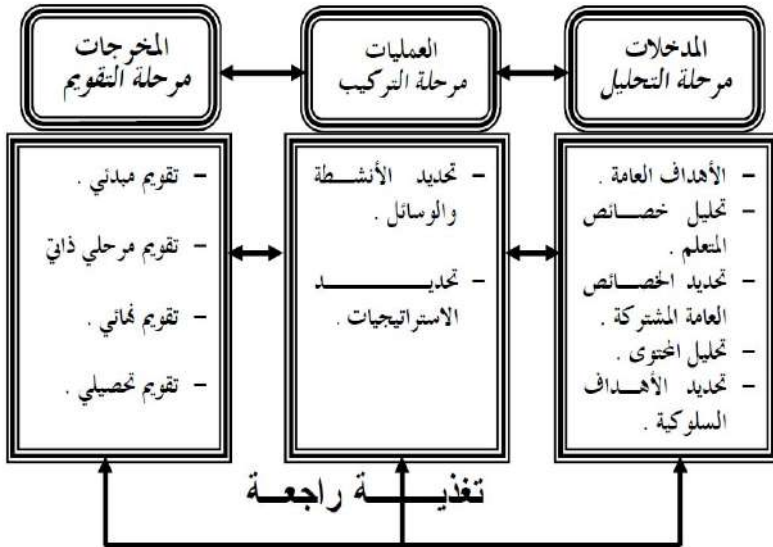 المدخلات
مرحلة التحليل
العمليات
مرحلة التركيب
المخرجات
مرحلة التقويم
- الأهداف العامة .
- تحليل خصائص
المتعلم .
- تحديد الخصائص
العامة المشتركة .
- تحليل المحتوى .
- تحديد الأهداف
السلوكية .
- تحديد الأنشطة
والوسائل .
- تحديد
الاستراتيجيات .
- تقويم مبدئي .
- تقويم مرحلي ذاتي
- تقويم نهائي .
- تقويم تحصيلي .
تغذية راجعة